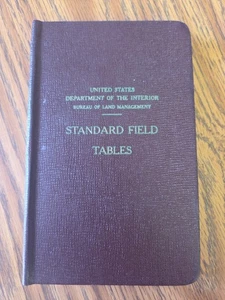 UNITED STATES
DEPARTMENT OF THE INTERIOR
BUREAU OF LAND MANAGEMENT
STANDARD FIELD
TABLES